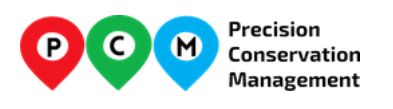 P C M
Precision
Conservation
Management